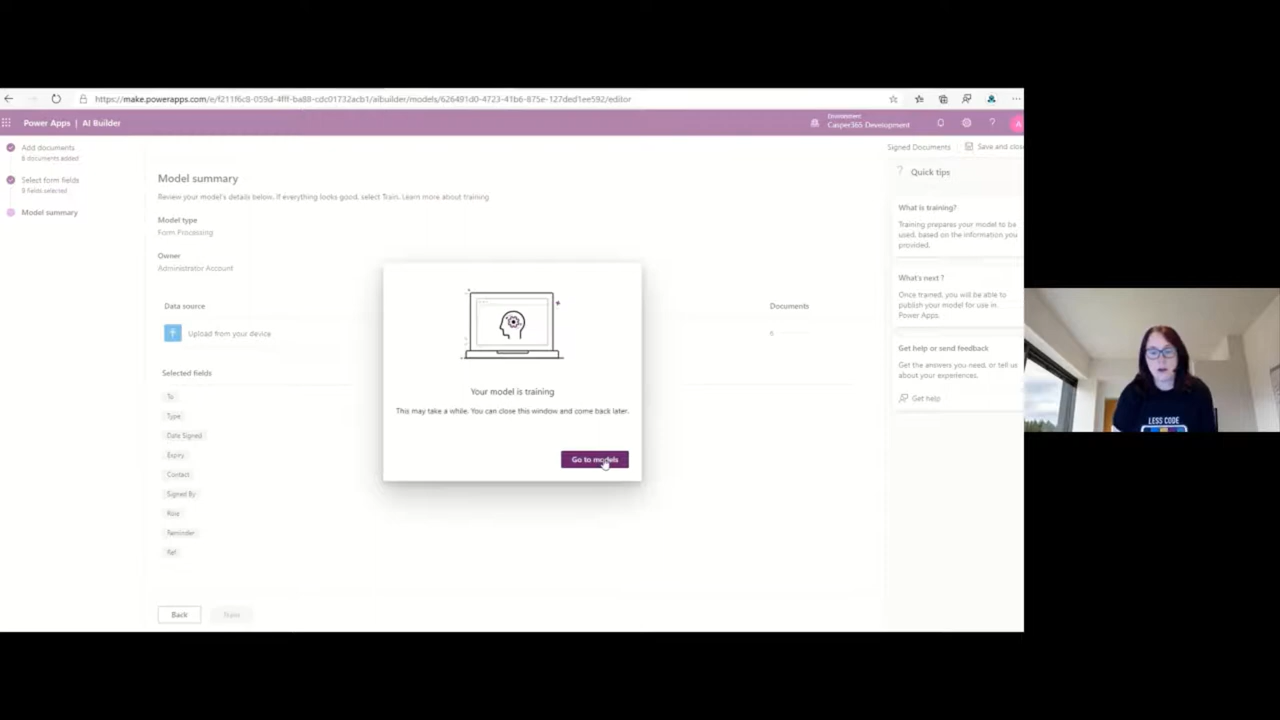 https://make.powerapps.com/e/f211f6c8-059d-4fff-ba88-cdc01732acb1/aibuilder/models/626491d0-4723-41b6-875e-127ded1ee592/editor
Power Apps | AI Builder
Environment
Casper365 Development
?
A
Add documents
6 documents added
Select form fields
9 fields selected
Model summary
Signed Documents
Save and close
Model summary
Review your model's details below. If everything looks good, select Train. Learn more about training
Model type
Form Processing
Owner
Administrator Account
Data source
Documents
Upload from your device
6
Selected fields
To
Type
Date Signed
Expiry
Contact
Signed By
Role
Reminder
Ref
Back
Your model is training
This may take a while. You can close this window and come back later.
Go to models
? Quick tips
What is training?
Training prepares your model to be
used, based on the information you
provided.
What's next ?
Once trained, you will be able to
publish your model for use in
Power Apps.
Get help or send feedback
Get the answers you need, or tell us
about your experiences.
Get help
LESS CODE